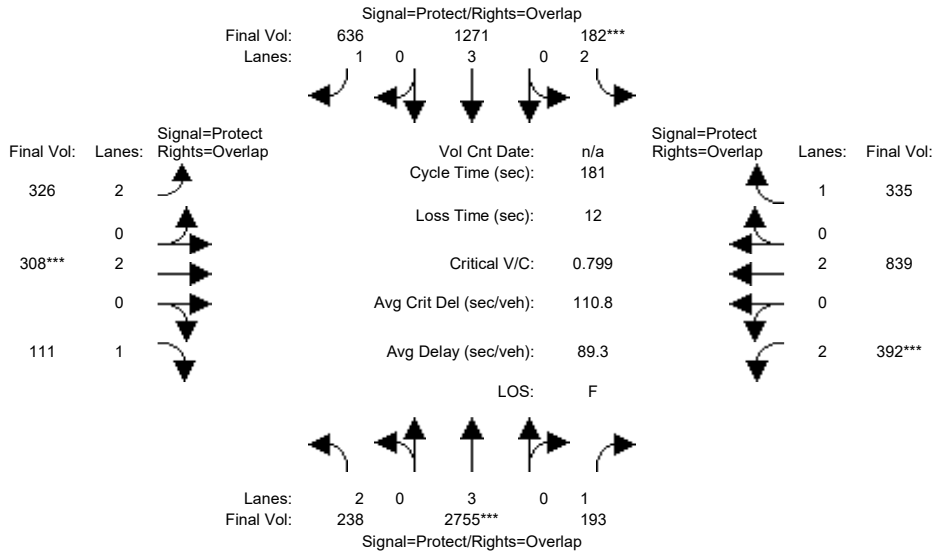 Signal=Protect/Rights=Overlap
Final Vol: 636 1271 182***
Lanes: 1 0 3 0 2
Signal=Protect Signal=Protect
Final Vol: Lanes: Rights=Overlap Vol Cnt Date: n/a Rights=Overlap Lanes: Final Vol:
Cycle Time (sec): 181
326 2 1 335
Loss Time (sec): 12
0 0
308*** 2 Critical V/C: 0.799 2 839
0 Avg Crit Del (sec/veh): 110.8 0
111 1 Avg Delay (sec/veh): 89.3 2 392***
LOS: F
Lanes: 2 0 3 0 1
Final Vol: 238 2755*** 193
Signal=Protect/Rights=Overlap